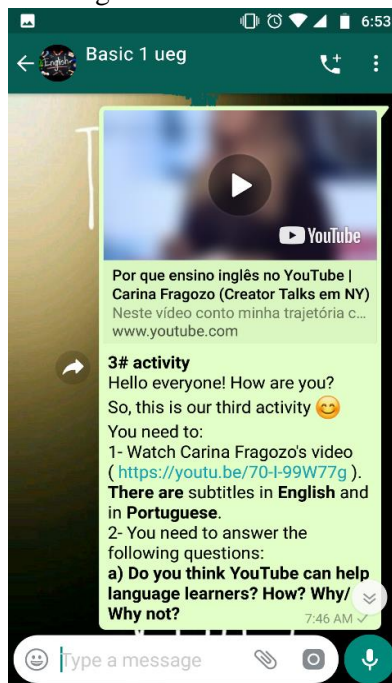 6:53
English
Basic 1 ueg
YouTube
Por que ensino inglês no YouTube |
Carina Fragozo (Creator Talks em NY)
Neste vídeo conto minha trajetória c...
www.youtube.com
3# activity
Hello everyone! How are you?
So, this is our third activity 😊
You need to:
1- Watch Carina Fragozo's video
( https://youtu.be/70-I-99W77g ).
There are subtitles in English and
in Portuguese.
2- You need to answer the
following questions:
a) Do you think YouTube can help
language learners? How? Why/
Why not?
7:46 AM
Type a message